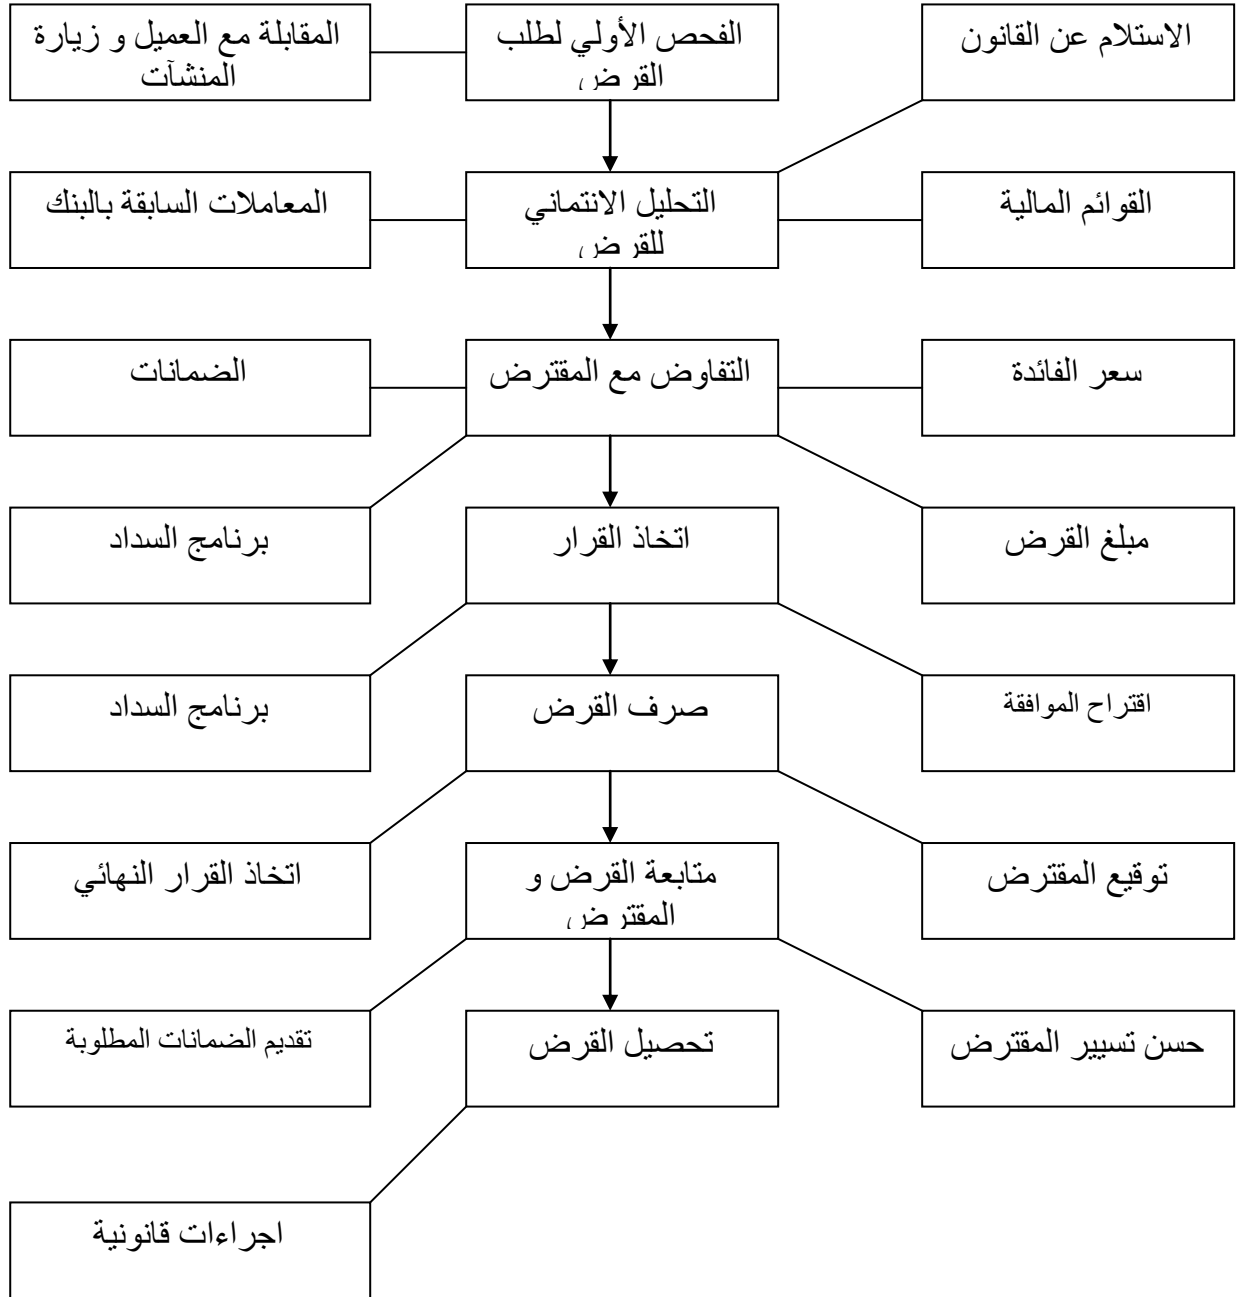 الاستلام عن القانون
الفحص الأولي لطلب
القرض
المقابلة مع العميل و زيارة
المنشآت
القوائم المالية
التحليل الائتماني
للقرض
المعاملات السابقة بالبنك
سعر الفائدة
التفاوض مع المقترض
الضمانات
مبلغ القرض
اتخاذ القرار
برنامج السداد
اقتراح الموافقة
صرف القرض
برنامج السداد
توقيع المقترض
متابعة القرض و
المقترض
اتخاذ القرار النهائي
حسن تسيير المقترض
تحصيل القرض
تقديم الضمانات المطلوبة
اجراءات قانونية